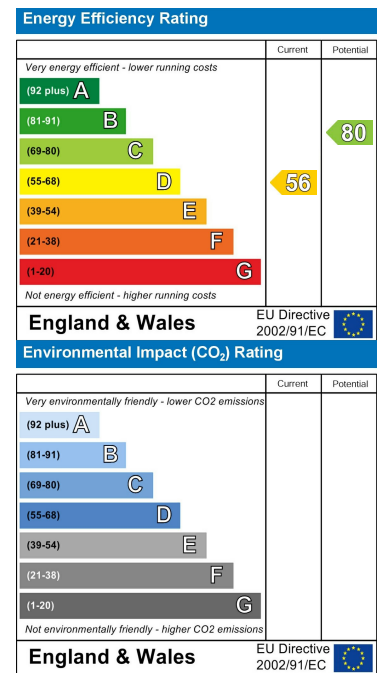 Energy Efficiency Rating
Current Potential
Very energy efficient - lower running costs
(92 plus) A
(81-91) B
80
(69-80) C
(55-68) D
56
(39-54) E
(21-38) F
(1-20) G
Not energy efficient - higher running costs
England & Wales
EU Directive
2002/91/EC
Environmental Impact (CO₂) Rating
Current Potential
Very environmentally friendly - lower CO2 emissions
(92 plus) A
(81-91) B
(69-80) C
(55-68) D
(39-54) E
(21-38) F
(1-20) G
Not environmentally friendly - higher CO2 emissions
England & Wales
EU Directive
2002/91/EC